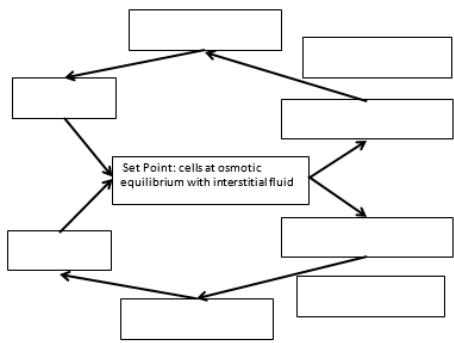 Set Point: cells at osmotic
equilibrium with interstitial fluid